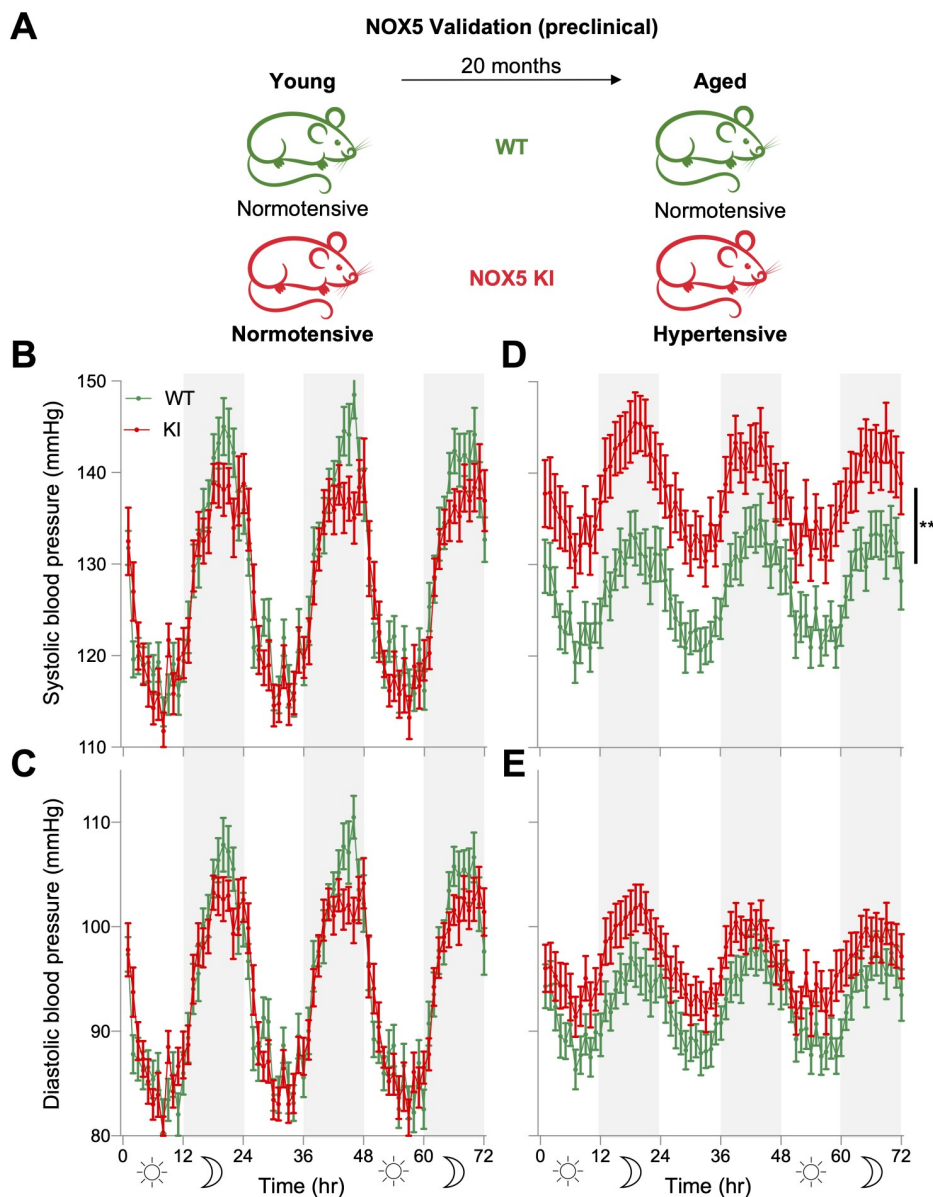 A
NOX5 Validation (preclinical)
20 months
Young
Aged
WT
Normotensive
Normotensive
NOX5 KI
Normotensive
Hypertensive
B
Systolic blood pressure (mmHg)
150
140
130
120
110
WT
KI
D
**
C
Diastolic blood pressure (mmHg)
110
100
90
80
0 12 24 36 48 60 72
Time (hr)
E
0 12 24 36 48 60 72
Time (hr)